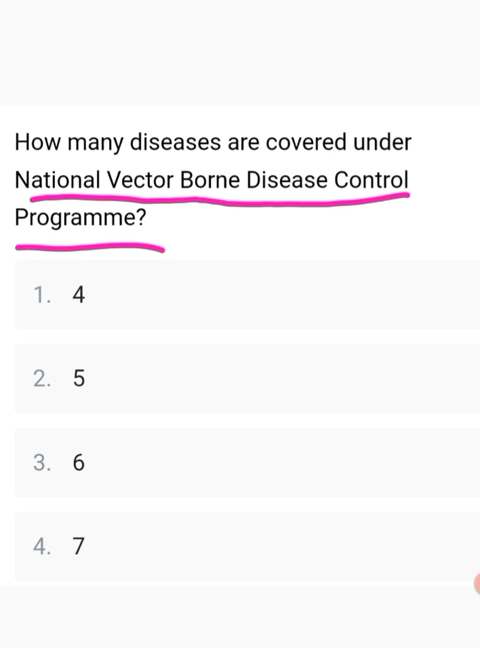 How many diseases are covered under
National Vector Borne Disease Control
Programme?
1. 4
2. 5
3. 6
4. 7